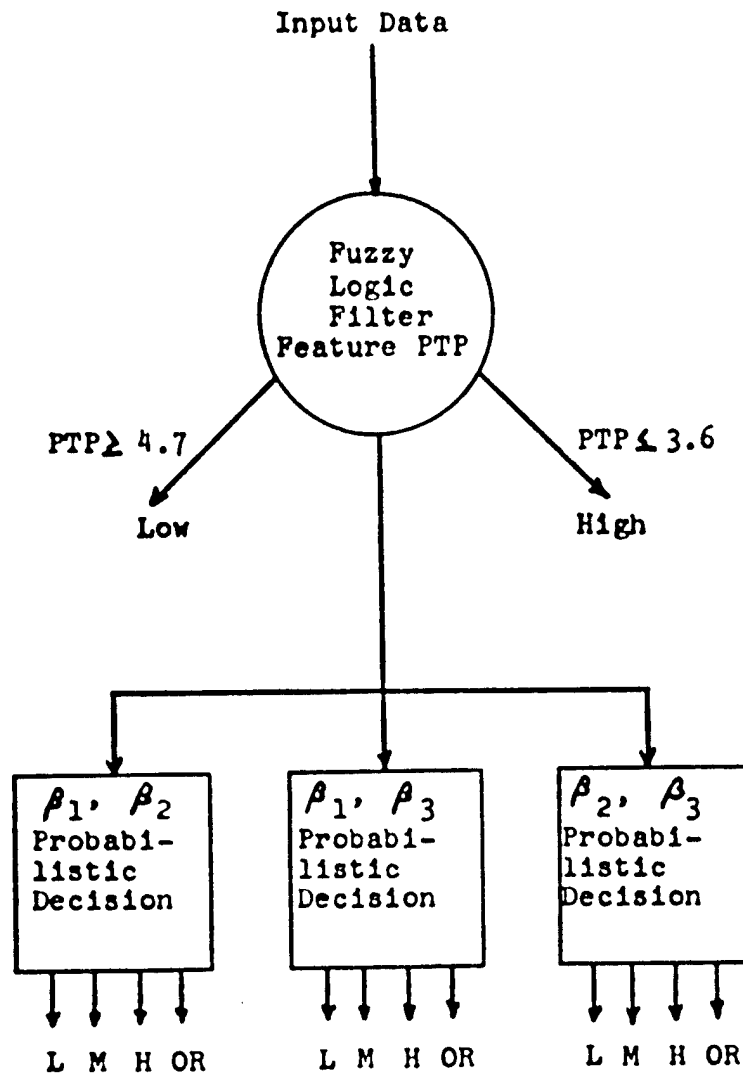 Input Data
Fuzzy
Logic
Filter
Feature PTP
PTP ≥ 4.7
PTP ≤ 3.6
Low
High
β1, β2
Probabi-
listic
Decision
β1, β3
Probabi-
listic
Decision
β2, β3
Probabi-
listic
Decision
L M H OR
L M H OR
L M H OR